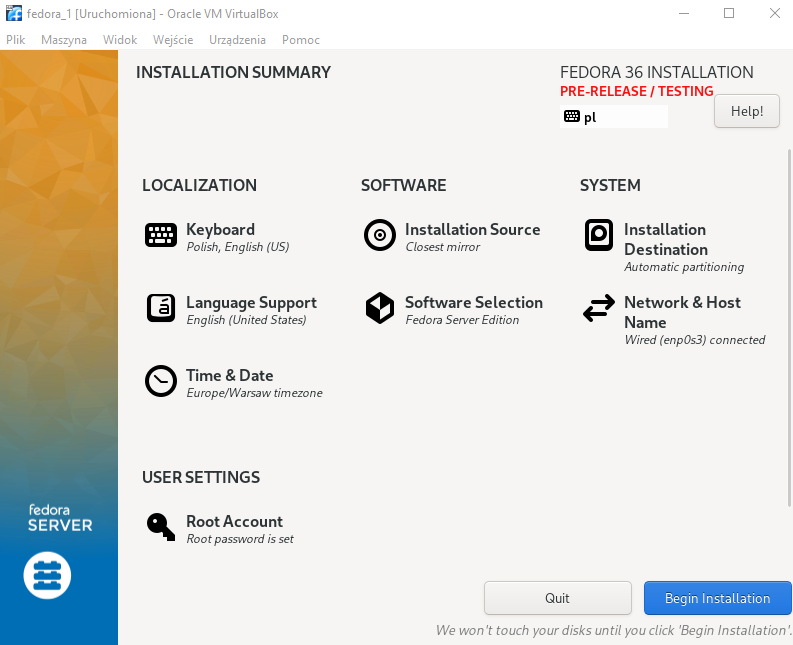 fedora_1 [Uruchomiona] - Oracle VM VirtualBox
Plik Maszyna Widok Wejście Urządzenia Pomoc
INSTALLATION SUMMARY
FEDORA 36 INSTALLATION
PRE-RELEASE / TESTING
pl
Help!
LOCALIZATION
Keyboard
Polish, English (US)
Language Support
English (United States)
Time & Date
Europe/Warsaw timezone
SOFTWARE
Installation Source
Closest mirror
Software Selection
Fedora Server Edition
SYSTEM
Installation
Destination
Automatic partitioning
Network & Host
Name
Wired (enp0s3) connected
USER SETTINGS
Root Account
Root password is set
fedora
SERVER
Quit
Begin Installation
We won't touch your disks until you click 'Begin Installation'.